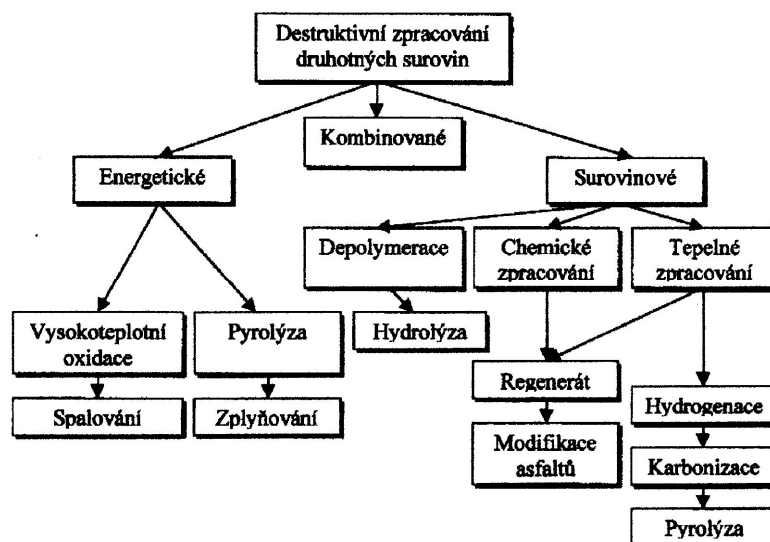 Destruktivní zpracování
druhotných surovin
Kombinované
Energetické
Surovinové
Depolymerace
Chemické
zpracování
Tepelné
zpracování
Vysokoteplotní
oxidace
Pyrolýza
Hydrolýza
Regenerát
Spalování
Zplyňování
Hydrogenace
Modifikace
asfaltů
Karbonizace
Pyrolýza